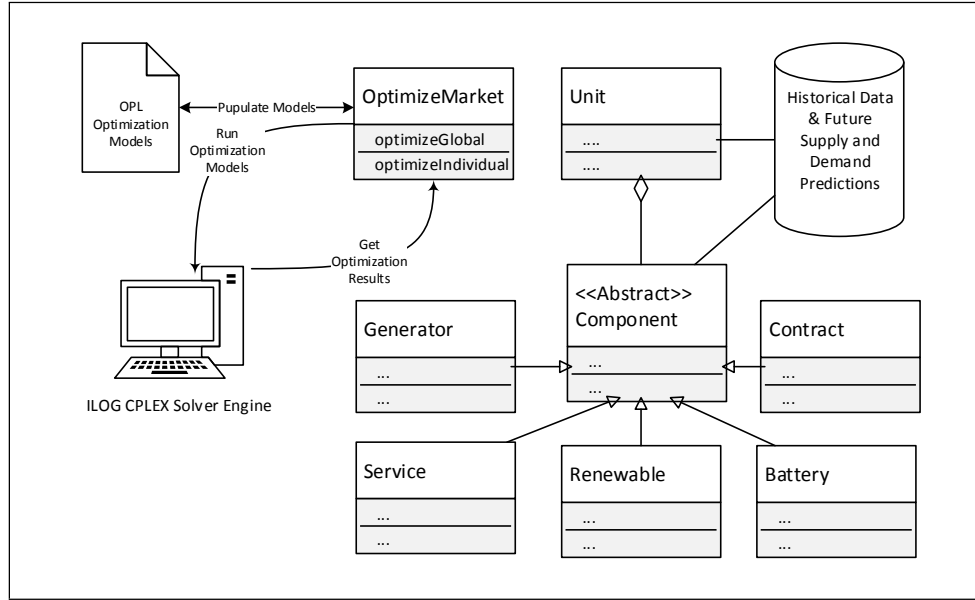 OPL
Optimization
Models
Pupulate Models
Run
Optimization
Models
OptimizeMarket
optimizeGlobal
optimizeIndividual
Get
Optimization
Results
ILOG CPLEX Solver Engine
Unit
....
....
Historical Data
& Future
Supply and
Demand
Predictions
<<Abstract>>
Component
...
...
Generator
...
...
Contract
...
...
Service
...
...
Renewable
...
...
Battery
...
...